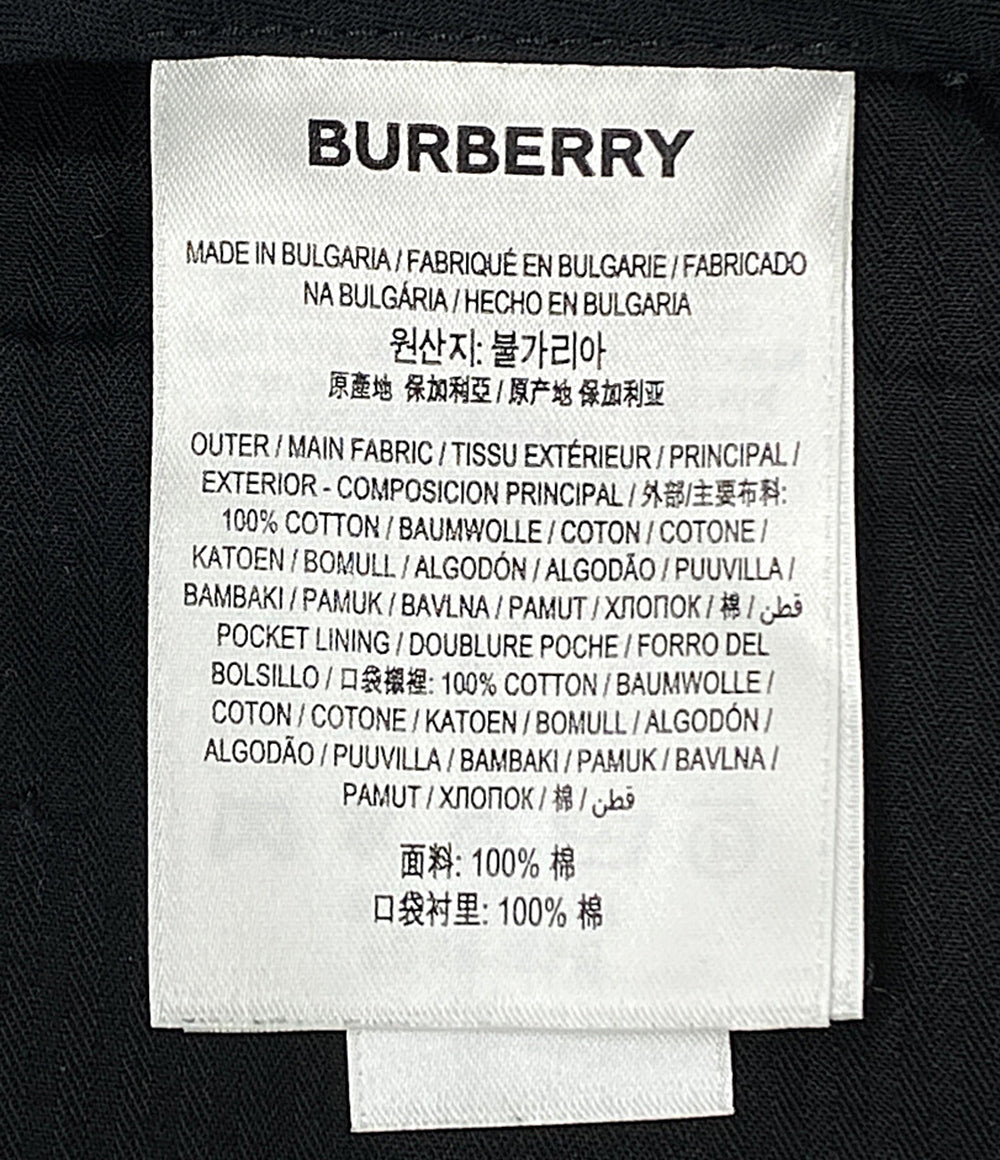 BURBERRY
MADE IN BULGARIA / FABRIQUÉ EN BULGARIE / FABRICADO
NA BULGÁRIA / HECHO EN BULGARIA
원산지: 불가리아
原產地 保加利亞 / 原产地 保加利亚
OUTER / MAIN FABRIC / TISSU EXTÉRIEUR / PRINCIPAL /
EXTERIOR - COMPOSICION PRINCIPAL / 外部/主要布料:
100% COTTON / BAUMWOLLE / COTON / COTONE /
KATOEN / BOMULL / ALGODÓN / ALGODÃO / PUUVILLA /
BAMBAKI / PAMUK / BAVLNA / PAMUT / ХЛОПОК / 棉 / قطن
POCKET LINING / DOUBLURE POCHE / FORRO DEL
BOLSILLO / 口袋襯裡: 100% COTTON / BAUMWOLLE /
COTON / COTONE / KATOEN / BOMULL / ALGODÓN /
ALGODÃO / PUUVILLA / BAMBAKI / PAMUK / BAVLNA /
PAMUT / ХЛОПОК / 棉 / قطن
面料: 100% 棉
口袋衬里: 100% 棉